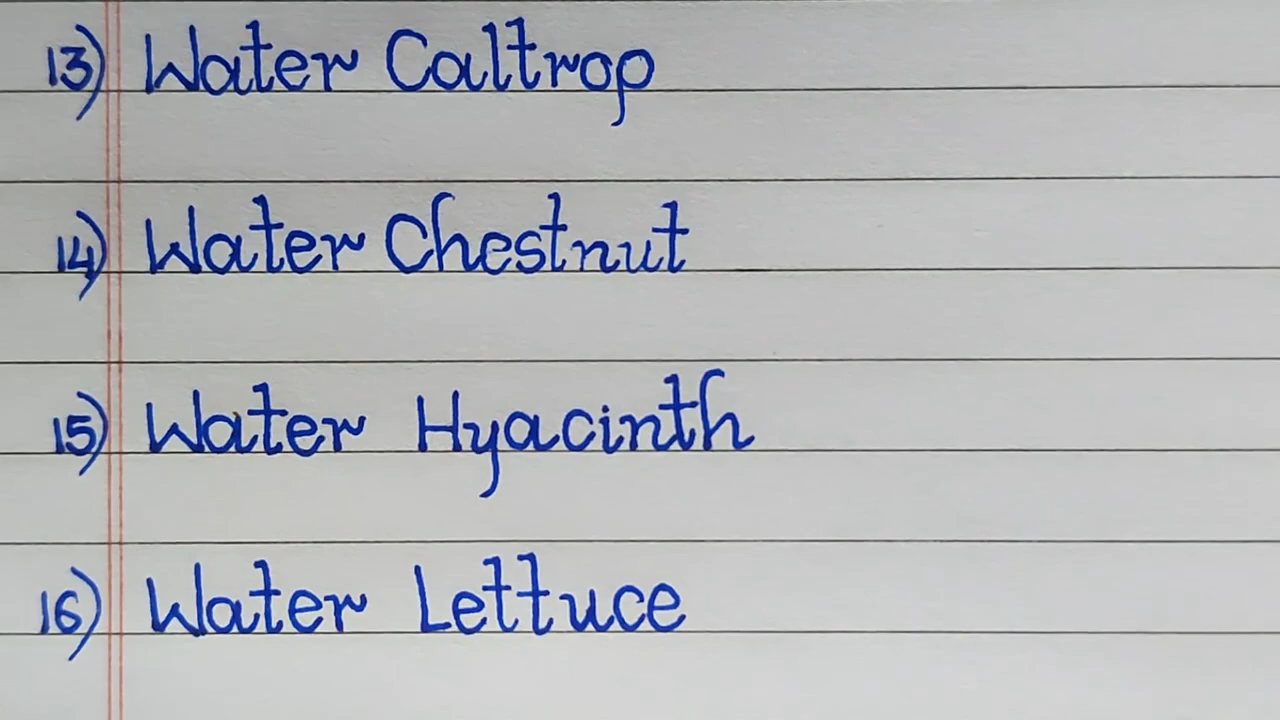 13) Water Caltrop
14) Water Chestnut
15) Water Hyacinth
16) Water Lettuce